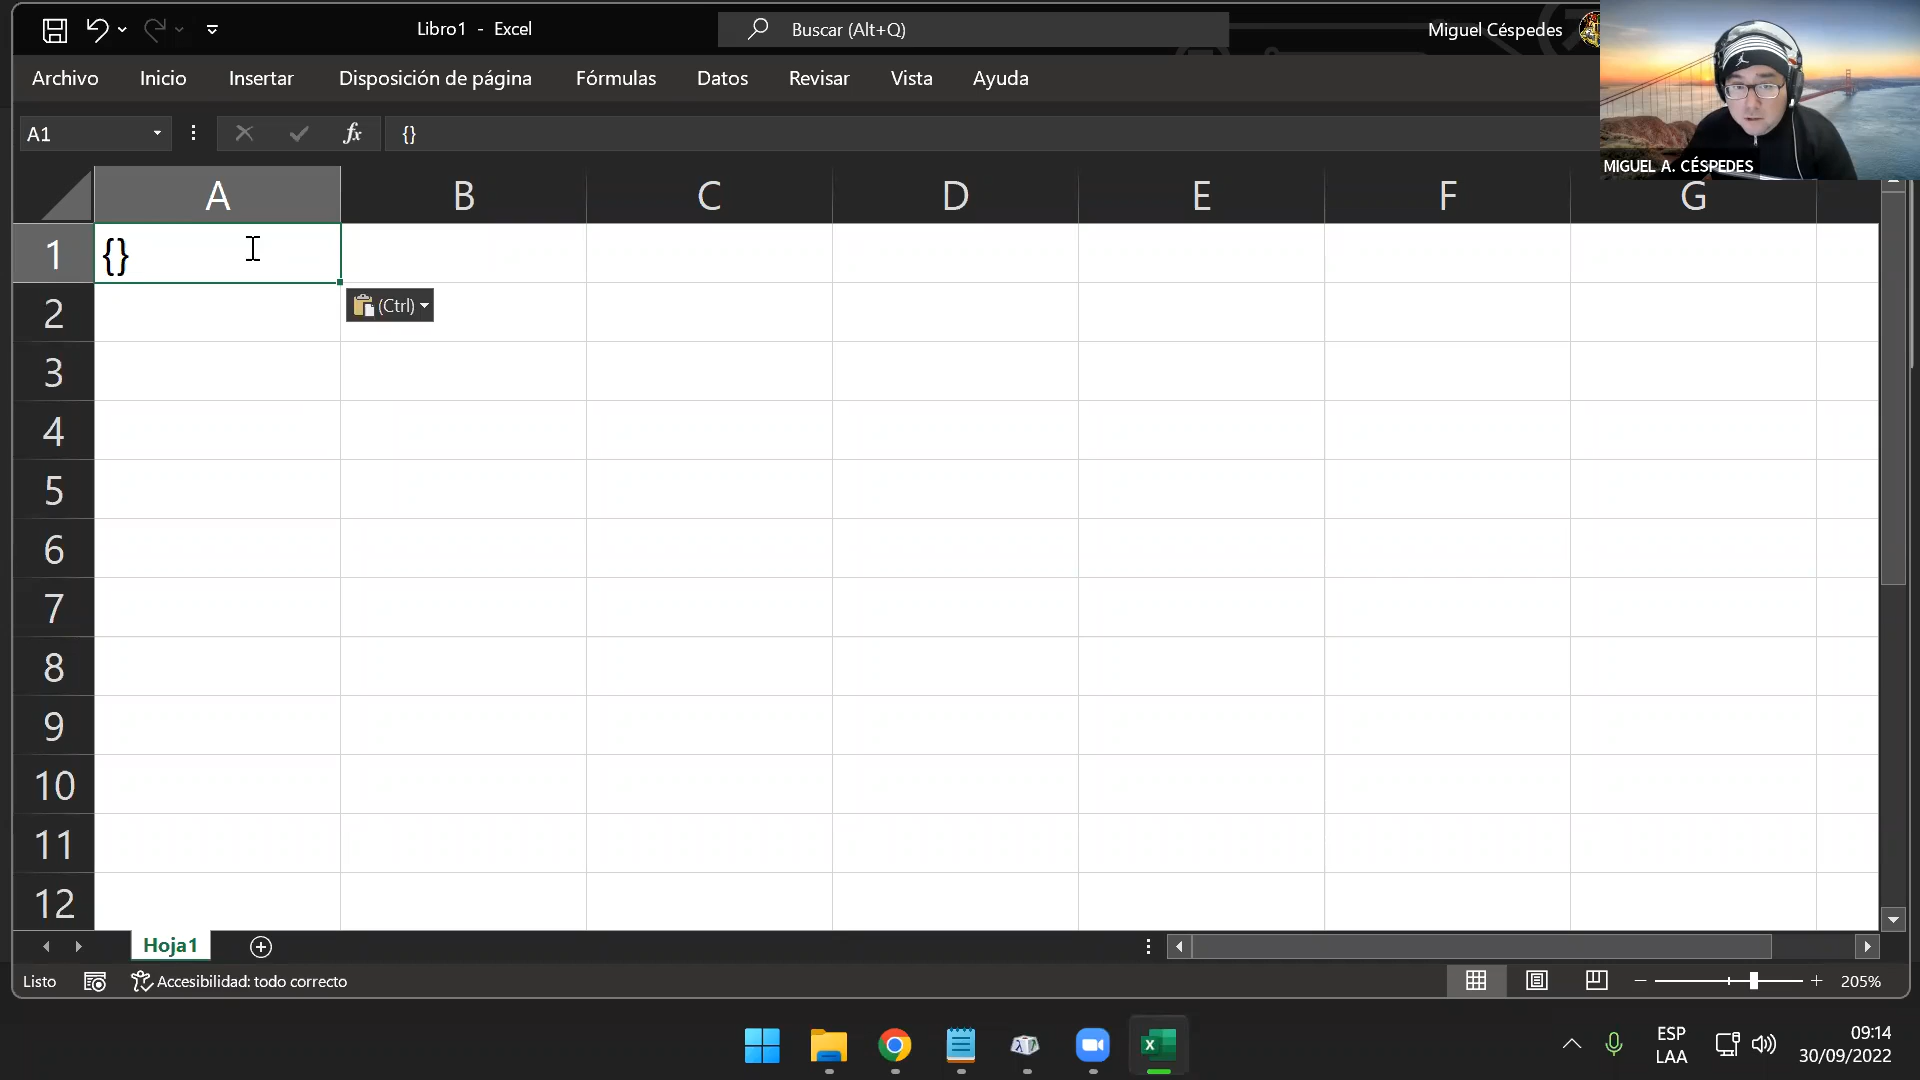 Libro1 - Excel
Buscar (Alt+Q)
Miguel Céspedes
Archivo Inicio Insertar Disposición de página Fórmulas Datos Revisar Vista Ayuda
A1 fx {}
MIGUEL A. CÉSPEDES
A B C D E F G
1 {}
(Ctrl)
2
3
4
5
6
7
8
9
10
11
12
Hoja1
Listo Accesibilidad: todo correcto 205%
ESP 09:14
LAA 30/09/2022